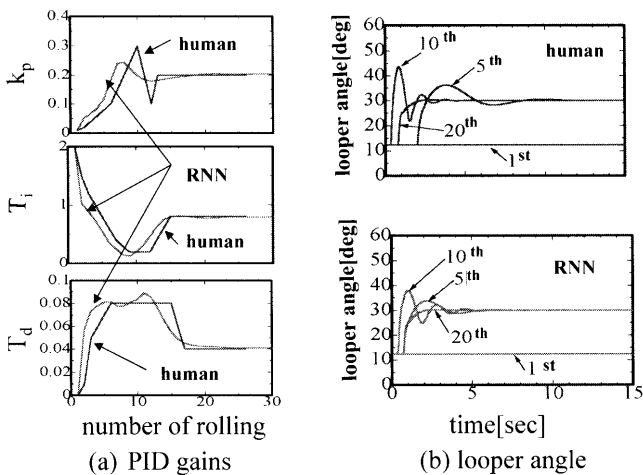 0.4
0.3
0.2
0.1
0
k_p
human
2
1
0
T_i
RNN
human
0.1
0.08
0.06
0.04
0.02
0
T_d
human
0
10
20
30
number of rolling
(a) PID gains
60
50
40
30
20
10
0
looper angle[deg]
10th
human
5th
20th
1st
60
50
40
30
20
10
0
looper angle[deg]
10th
RNN
5th
20th
1st
0
5
10
15
time[sec]
(b) looper angle